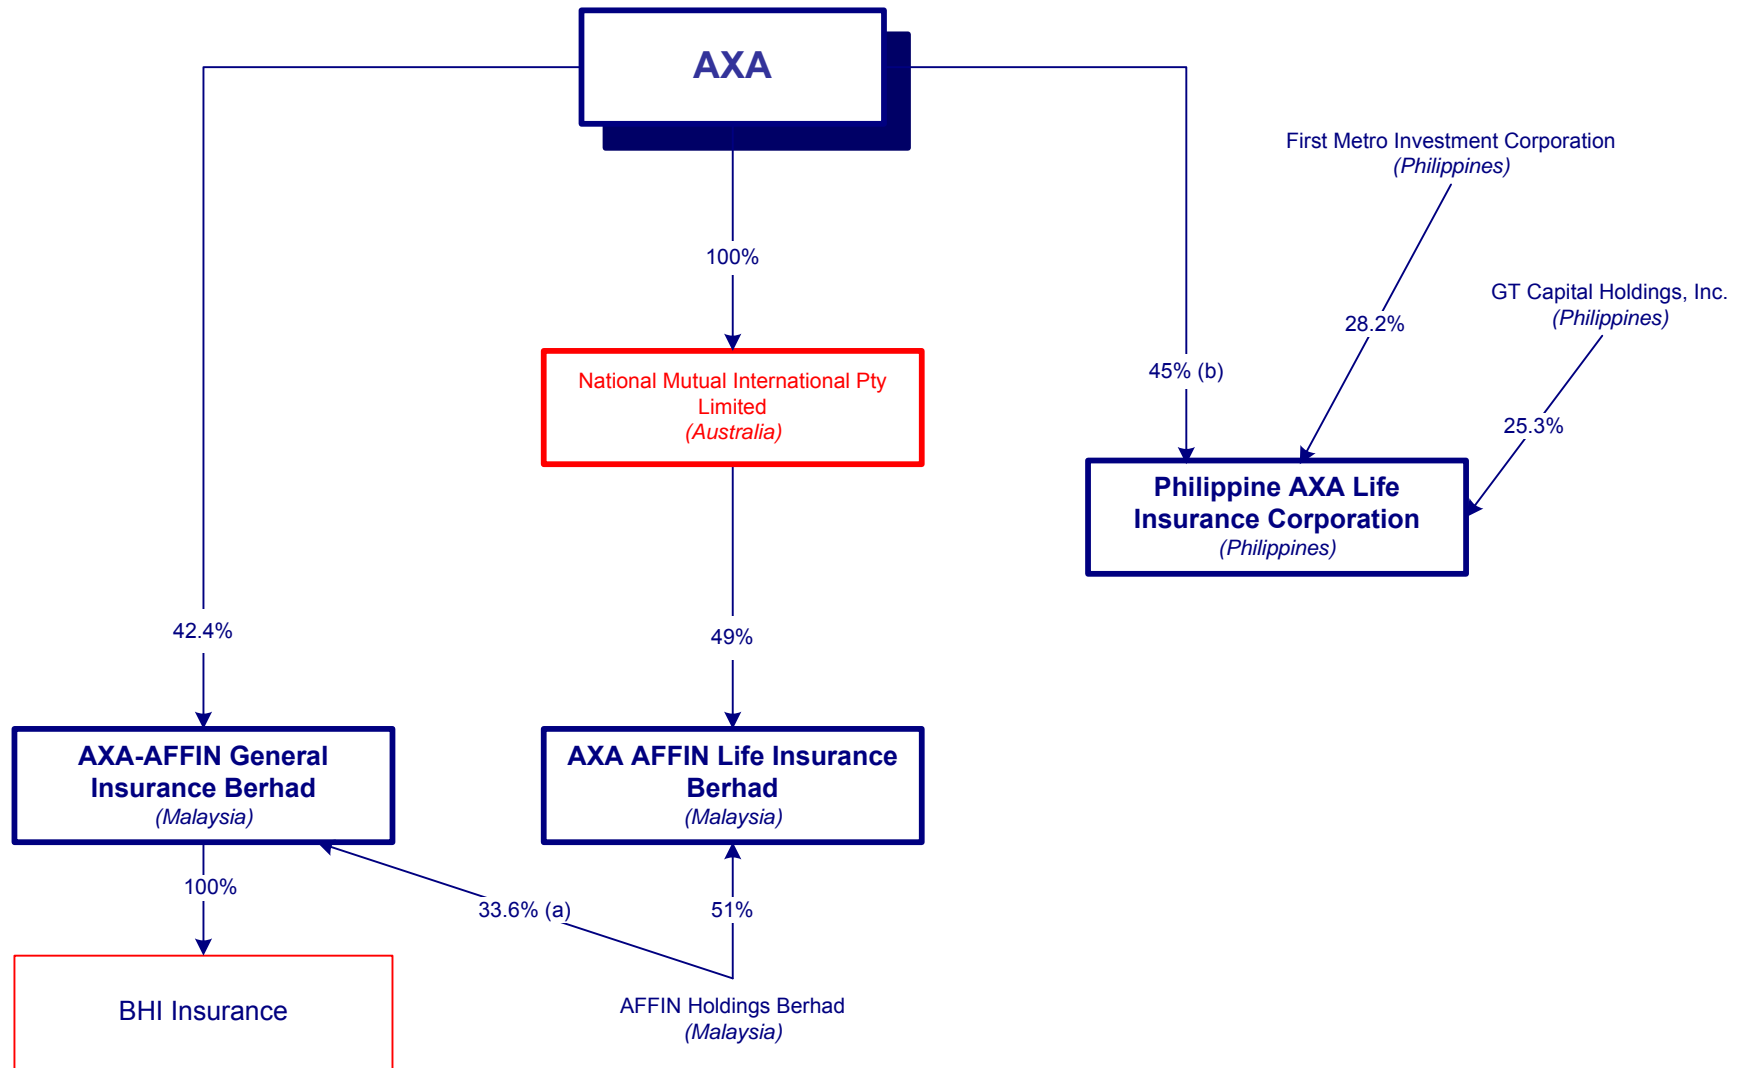 AXA
First Metro Investment Corporation
(Philippines)
100%
GT Capital Holdings, Inc.
(Philippines)
28.2%
45% (b)
National Mutual International Pty
Limited
(Australia)
25.3%
Philippine AXA Life
Insurance Corporation
(Philippines)
42.4%
49%
AXA-AFFIN General
Insurance Berhad
(Malaysia)
AXA AFFIN Life Insurance
Berhad
(Malaysia)
100%
33.6% (a)
51%
BHI Insurance
AFFIN Holdings Berhad
(Malaysia)